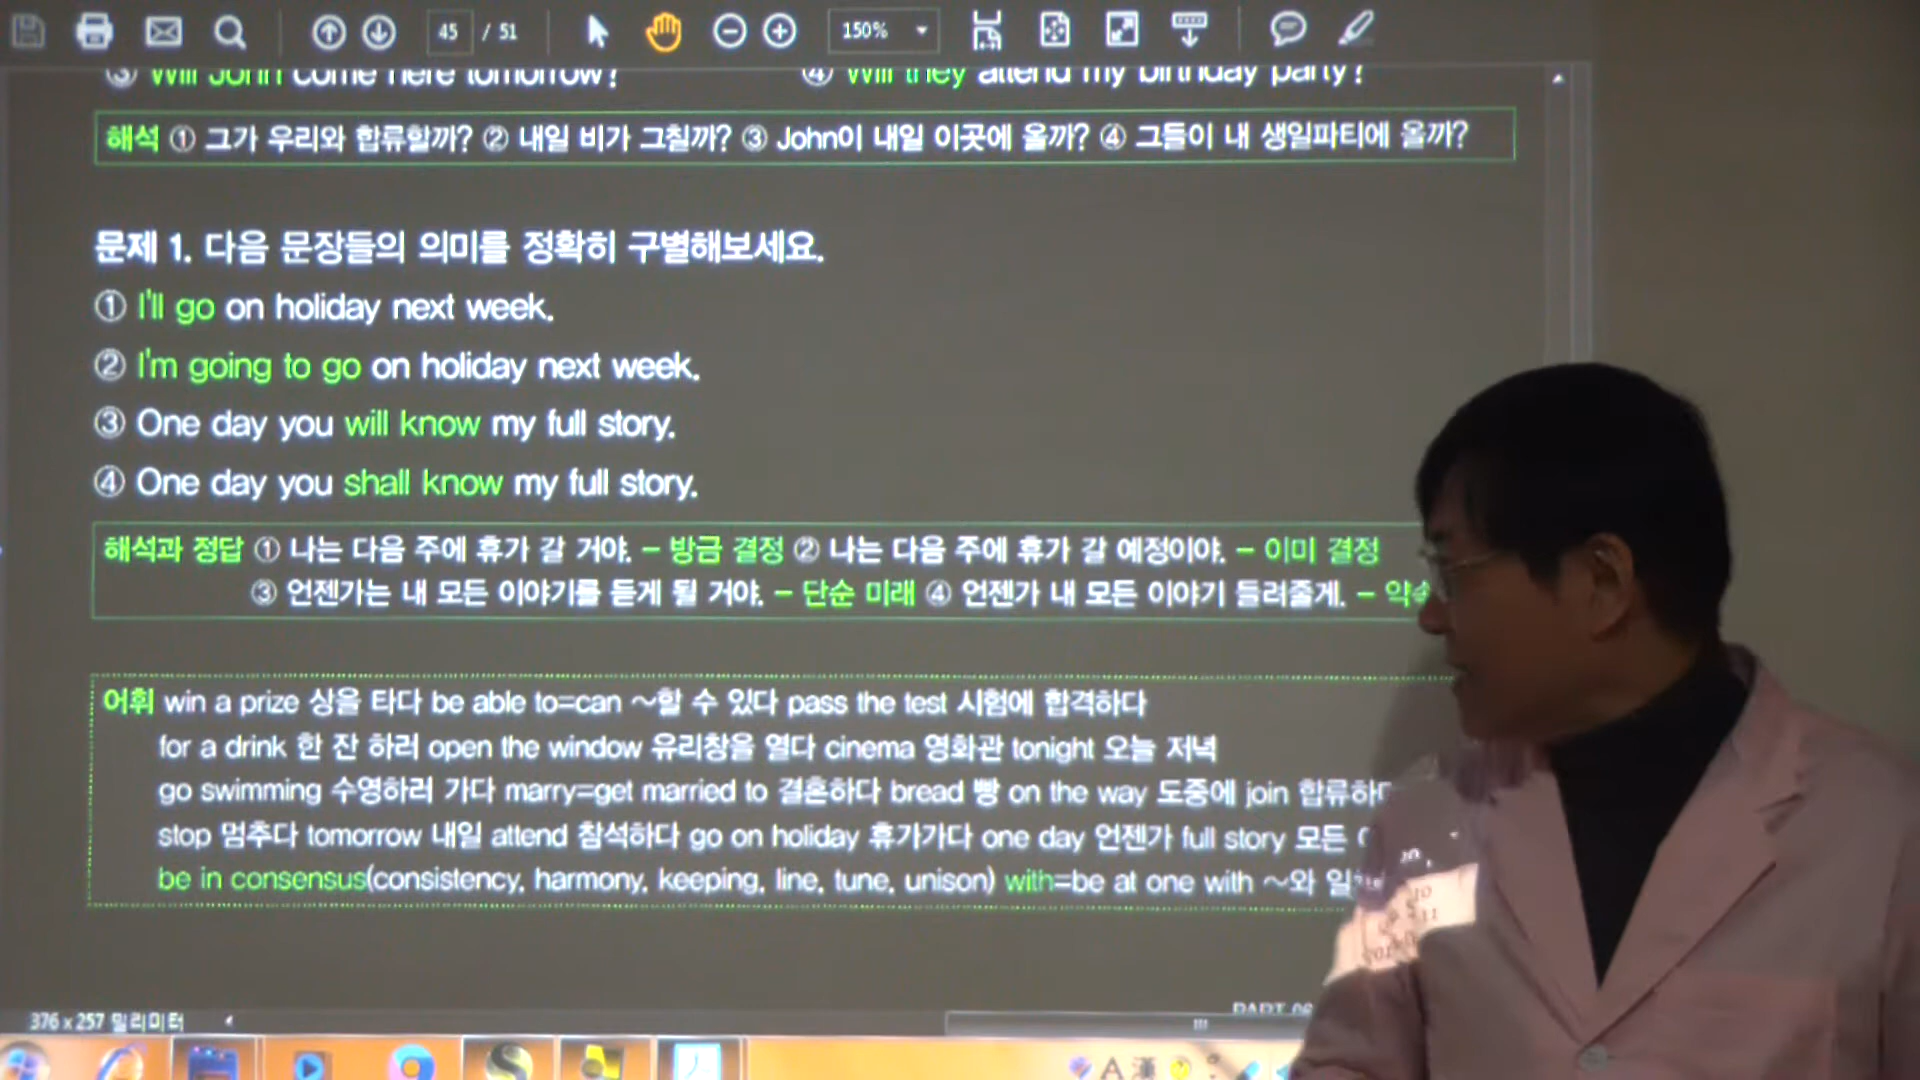 45 / 51 150%
③ Will John come here tomorrow? ④ Will they attend my birthday party?
해석 ① 그가 우리와 합류할까? ② 내일 비가 그칠까? ③ John이 내일 이곳에 올까? ④ 그들이 내 생일파티에 올까?
문제 1. 다음 문장들의 의미를 정확히 구별해보세요.
① I'll go on holiday next week.
② I'm going to go on holiday next week.
③ One day you will know my full story.
④ One day you shall know my full story.
해석과 정답 ① 나는 다음 주에 휴가 갈 거야. – 방금 결정 ② 나는 다음 주에 휴가 갈 예정이야. – 이미 결정
③ 언젠가는 내 모든 이야기를 듣게 될 거야. – 단순 미래 ④ 언젠가 내 모든 이야기 들려줄게. –
어휘 win a prize 상을 타다 be able to=can ~할 수 있다 pass the test 시험에 합격하다
for a drink 한 잔 하러 open the window 유리창을 열다 cinema 영화관 tonight 오늘 저녁
go swimming 수영하러 가다 marry=get married to 결혼하다 bread 빵 on the way 도중에 join
stop 멈추다 tomorrow 내일 attend 참석하다 go on holiday 휴가가다 one day 언젠가 full story 모든
be in consensus(consistency, harmony, keeping, line, tune, unison) with=be at one with ~와
PART 06
376 x 257 밀리미터
A 漢